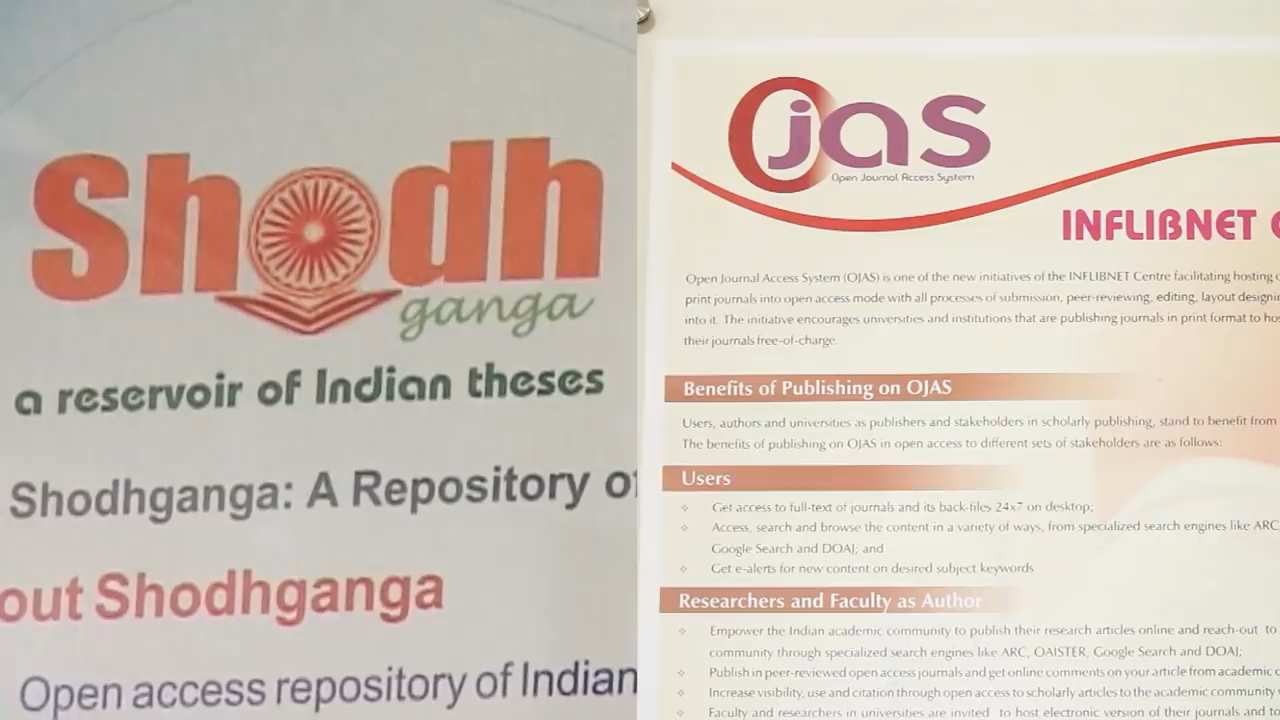 Shodh
ganga
a reservoir of Indian theses
Shodhganga: A Repository of
out Shodhganga
Open access repository of Indian
Ojas
Open Journal Access System
INFLIBNET
Open Journal Access System (OJAS) is one of the new initiatives of the INFLIBNET Centre facilitating hosting
print journals into open access mode with all processes of submission, peer-reviewing, editing, layout
into it. The initiative encourages universities and institutions that are publishing journals in print format to
their journals free-of-charge.
Benefits of Publishing on OJAS
Users, authors and universities as publishers and stakeholders in scholarly publishing, stand to benefit from
The benefits of publishing on OJAS in open access to different sets of stakeholders are as follows:
Users
Get access to full-text of journals and its back-files 24x7 on desktop;
Access, search and browse the content in a variety of ways, from specialized search engines like ARC,
Google Search and DOAJ; and
Get e-alerts for new content on desired subject keywords
Researchers and Faculty as Author
Empower the Indian academic community to publish their research articles online and reach-out to
community through specialized search engines like ARC, OAISTER, Google Search and DOAJ;
Publish in peer-reviewed open access journals and get online comments on your article from academic
Increase visibility, use and citation through open access to scholarly articles to the academic community
Faculty and researchers in universities are invited to host electronic version of their journals and to